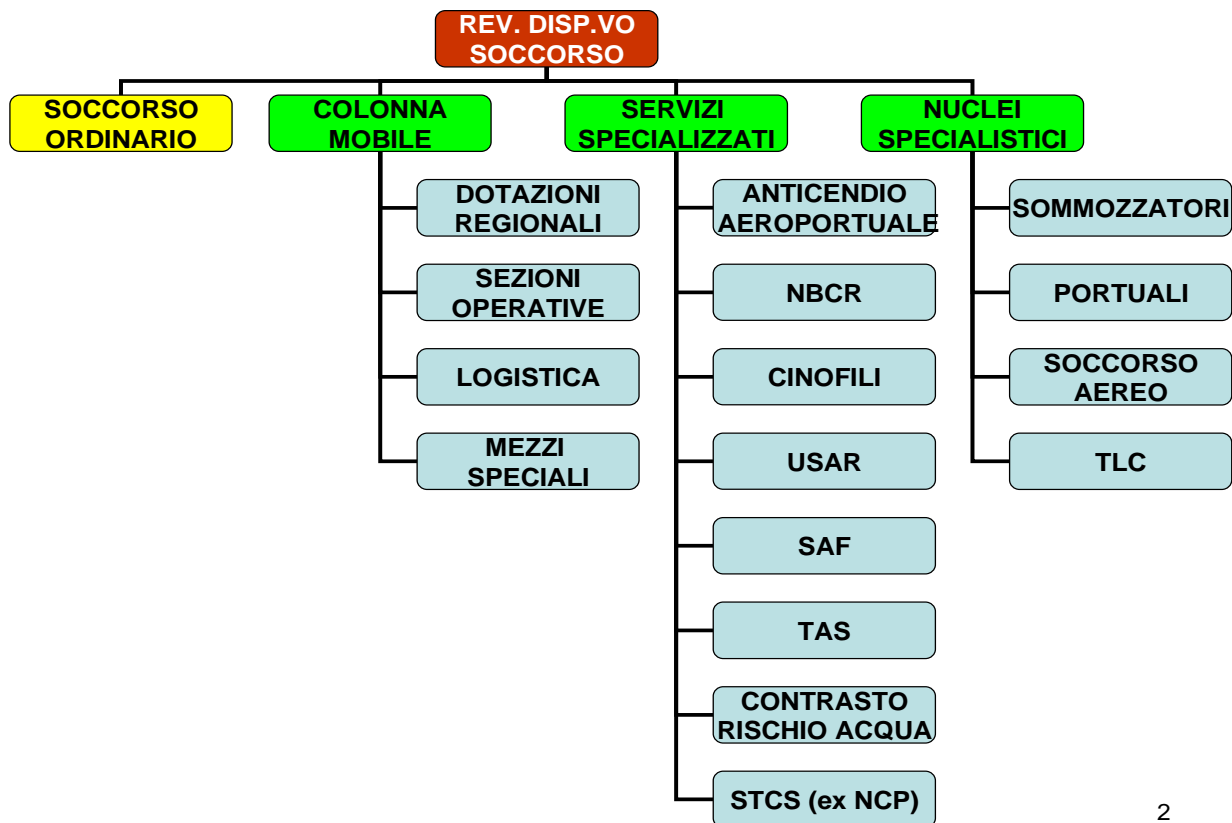 REV. DISP.VO
SOCCORSO
SOCCORSO
ORDINARIO
COLONNA
MOBILE
SERVIZI
SPECIALIZZATI
NUCLEI
SPECIALISTICI
DOTAZIONI
REGIONALI
SEZIONI
OPERATIVE
LOGISTICA
MEZZI
SPECIALI
ANTICENDIO
AEROPORTUALE
NBCR
CINOFILI
USAR
SAF
TAS
CONTRASTO
RISCHIO ACQUA
STCS (ex NCP)
SOMMOZZATORI
PORTUALI
SOCCORSO
AEREO
TLC
2